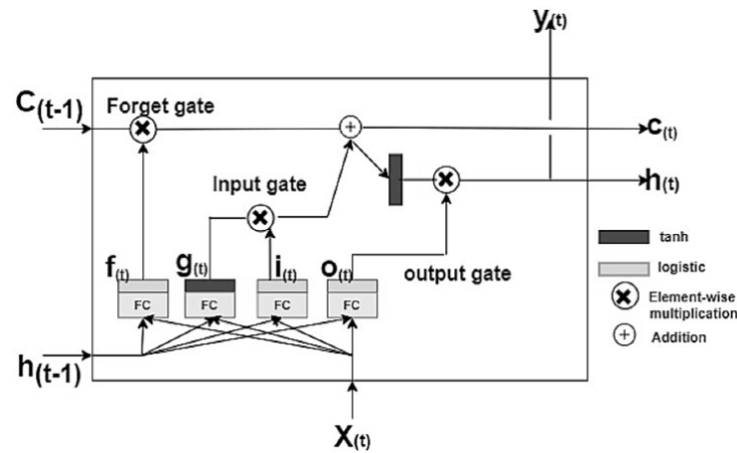 y(t)
C(t-1)
Forget gate
c(t)
h(t)
Input gate
f(t)
g(t)
i(t)
o(t)
output gate
FC
FC
FC
FC
tanh
logistic
Element-wise
multiplication
Addition
h(t-1)
X(t)